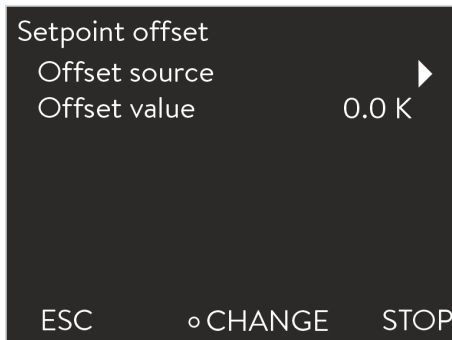 Setpoint offset
Offset source
Offset value 0.0 K
ESC CHANGE STOP